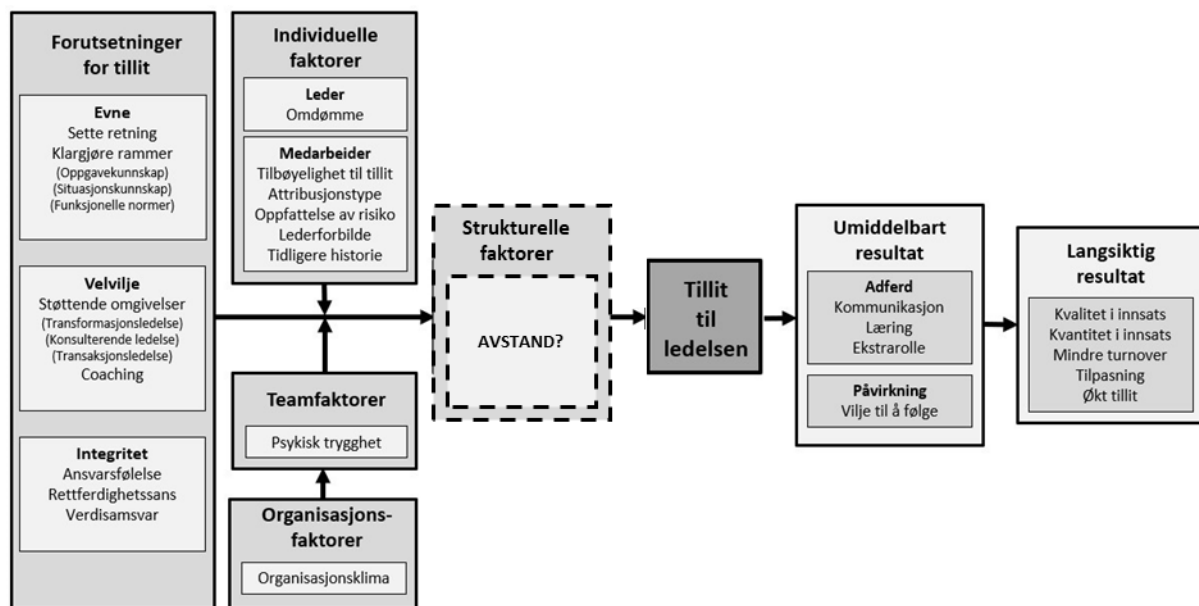 Forutsetninger
for tillit
Evne
Sette retning
Klargjøre rammer
(Oppgavekunnskap)
(Situasjonskunnskap)
(Funksjonelle normer)
Velvilje
Støttende omgivelser
(Transformasjonsledelse)
(Konsulterende ledelse)
(Transaksjonsledelse)
Coaching
Integritet
Ansvarsfølelse
Rettferdighetssans
Verdisamsvar
Individuelle
faktorer
Leder
Omdømme
Medarbeider
Tilbøyelighet til tillit
Attribusjonstype
Oppfattelse av risiko
Lederforbilde
Tidligere historie
Teamfaktorer
Psykisk trygghet
Organisasjons-
faktorer
Organisasjonsklima
Strukturelle
faktorer
AVSTAND?
Tillit
til
ledelsen
Umiddelbart
resultat
Adferd
Kommunikasjon
Læring
Ekstrarolle
Påvirkning
Vilje til å følge
Langsiktig
resultat
Kvalitet i innsats
Kvantitet i innsats
Mindre turnover
Tilpasning
Økt tillit